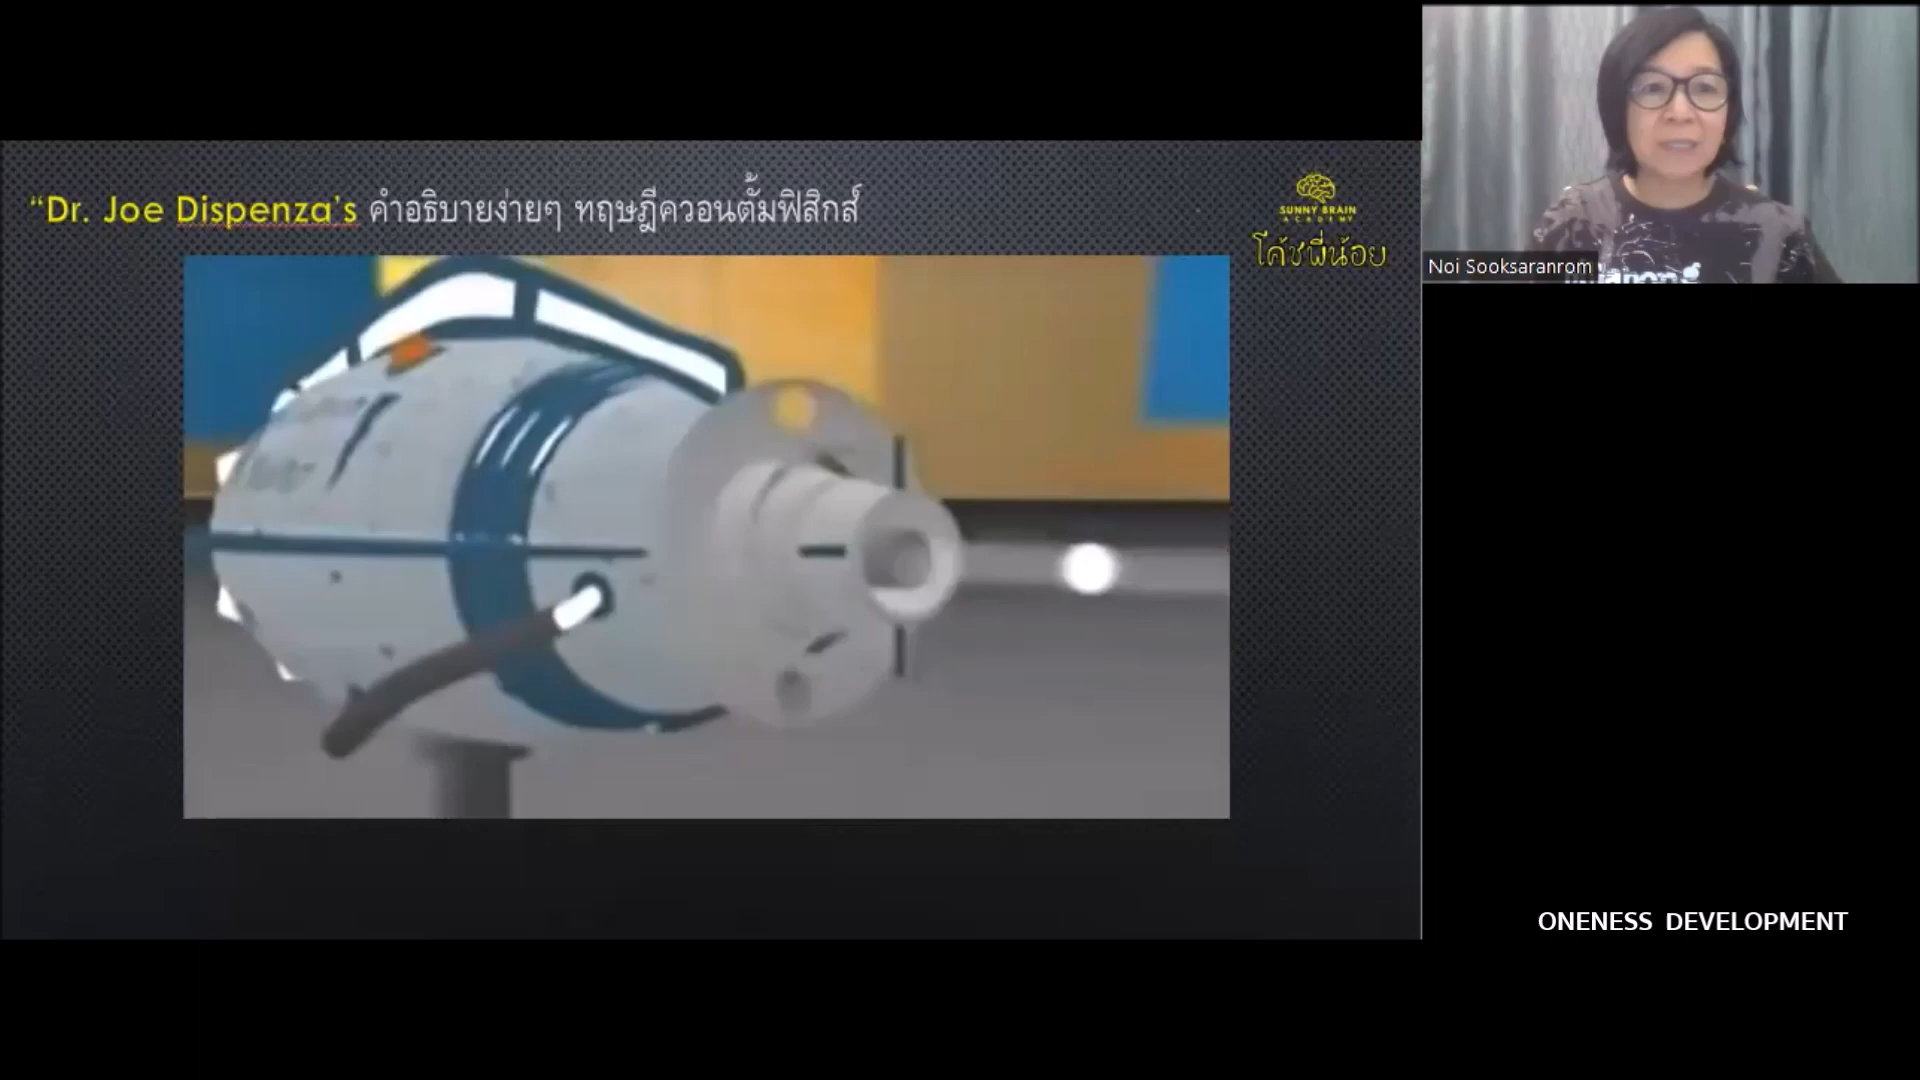 “Dr. Joe Dispenza’s คำอธิบายง่ายๆ ทฤษฎีควอนตั้มฟิสิกส์
SUNNY BRAIN
ACADEMY
โค้ชพี่น้อย
Noi Sooksaranrom
ONENESS DEVELOPMENT